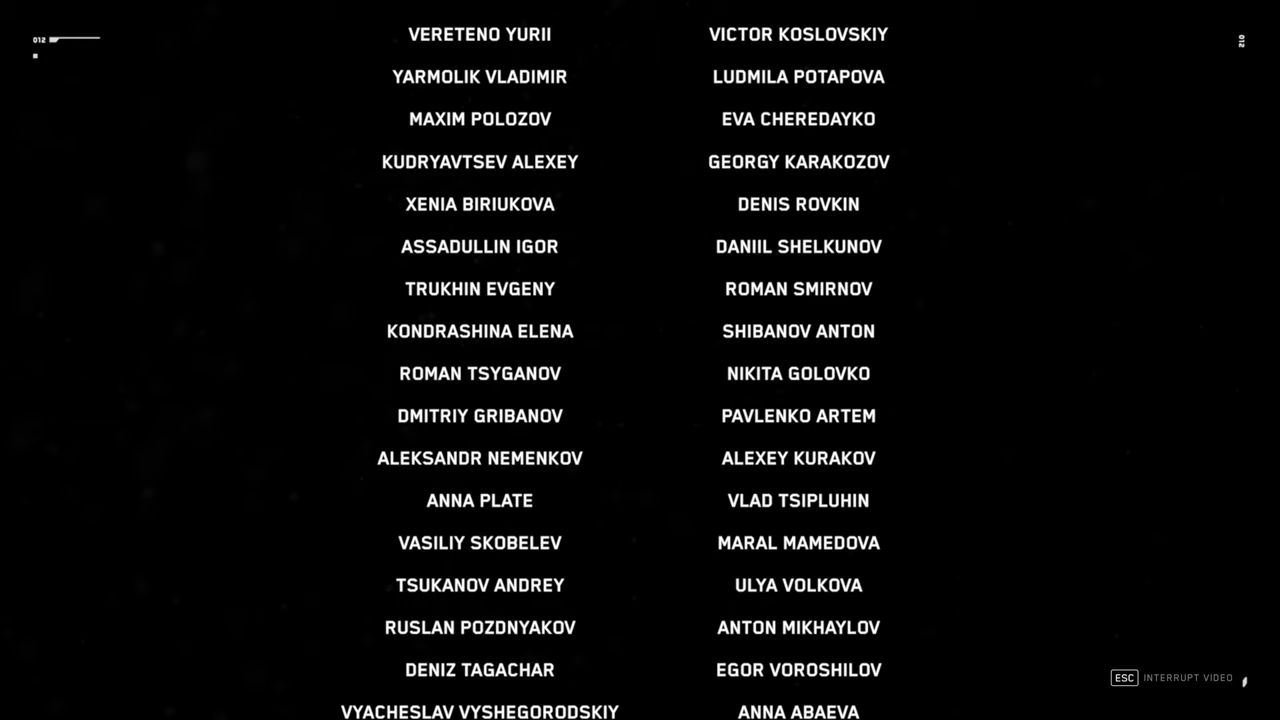 VERETENO YURII
VICTOR KOSLOVSKIY
012
012
YARMOLIK VLADIMIR
LUDMILA POTAPOVA
MAXIM POLOZOV
EVA CHEREDAYKO
KUDRYAVTSEV ALEXEY
GEORGY KARAKOZOV
XENIA BIRIUKOVA
DENIS ROVKIN
ASSADULLIN IGOR
DANIIL SHELKUNOV
TRUKHIN EVGENY
ROMAN SMIRNOV
KONDRASHINA ELENA
SHIBANOV ANTON
ROMAN TSYGANOV
NIKITA GOLOVKO
DMITRIY GRIBANOV
PAVLENKO ARTEM
ALEKSANDR NEMENKOV
ALEXEY KURAKOV
ANNA PLATE
VLAD TSIPLUHIN
VASILIY SKOBELEV
MARAL MAMEDOVA
TSUKANOV ANDREY
ULYA VOLKOVA
RUSLAN POZDNYAKOV
ANTON MIKHAYLOV
DENIZ TAGACHAR
EGOR VOROSHILOV
ESC INTERRUPT VIDEO
VYACHESLAV VYSHEGORODSKIY
ANNA ABAEVA